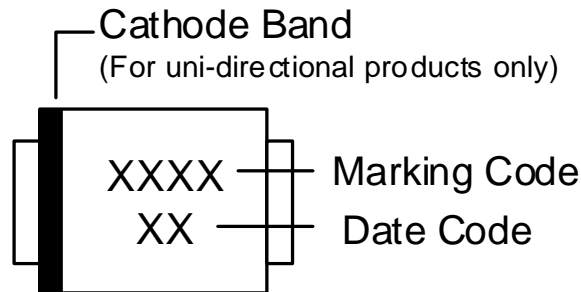 Cathode Band
(For uni-directional products only)
XXXX Marking Code
XX Date Code